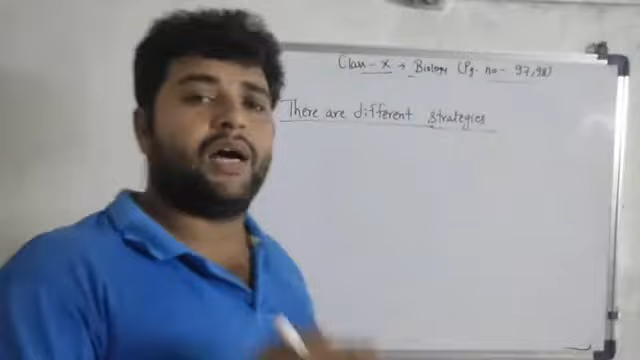 Class - X → Biology (Pg. no - 97,98)
There are different strategies